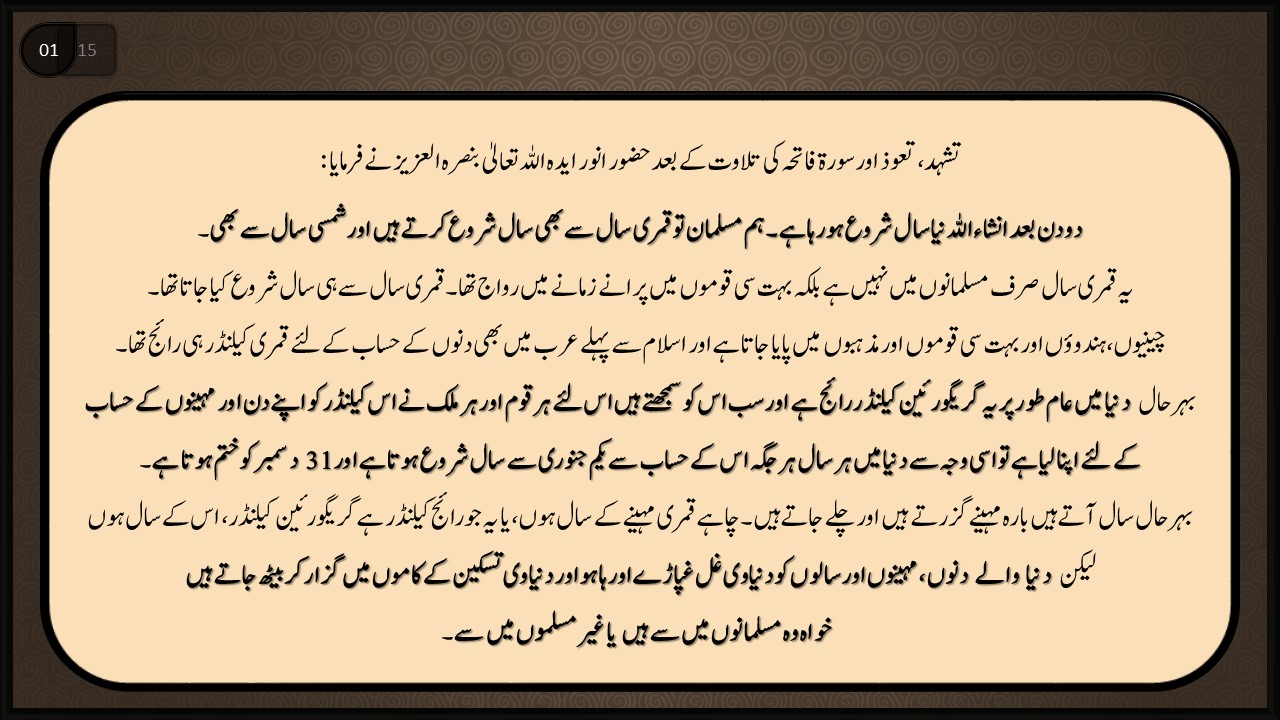 01 15
تشہد، تعوذ اور سورۃ فاتحہ کی تلاوت کے بعد حضور انور ایدہ اللہ تعالیٰ بنصرہ العزیز نے فرمایا:
دو دن بعد انشاءاللہ نیا سال شروع ہو رہا ہے۔ ہم مسلمان تو قمری سال سے بھی سال شروع کرتے ہیں اور شمسی سال سے بھی۔
یہ قمری سال صرف مسلمانوں میں نہیں ہے بلکہ بہت سی قوموں میں پرانے زمانے میں رواج تھا۔ قمری سال سے ہی سال شروع کیا جاتا تھا۔
چینیوں، ہندوؤں اور بہت سی قوموں اور مذہبوں میں پایا جاتا ہے اور اسلام سے پہلے عرب میں بھی دنوں کے حساب کے لئے قمری کیلنڈر ہی رائج تھا۔
بہرحال دنیا میں عام طور پر یہ گریگورئین کیلنڈر رائج ہے اور سب اس کو سمجھتے ہیں اس لئے ہر قوم اور ہر ملک نے اس کیلنڈر کو اپنے دن اور مہینوں کے حساب
کے لئے اپنا لیا ہے تو اسی وجہ سے دنیا میں ہر سال ہر جگہ اس کے حساب سے یکم جنوری سے سال شروع ہوتا ہے اور 31 دسمبر کو ختم ہوتا ہے۔
بہرحال سال آتے ہیں بارہ مہینے گزرتے ہیں اور چلے جاتے ہیں۔ چاہے قمری مہینے کے سال ہوں، یا یہ جو رائج کیلنڈر ہے گریگورئین کیلنڈر، اس کے سال ہوں
لیکن دنیا والے دنوں، مہینوں اور سالوں کو دنیاوی غل غپاڑے اور ہاہو اور دنیاوی تسکین کے کاموں میں گزار کر بیٹھ جاتے ہیں
خواہ وہ مسلمانوں میں سے ہیں یا غیر مسلموں میں سے۔